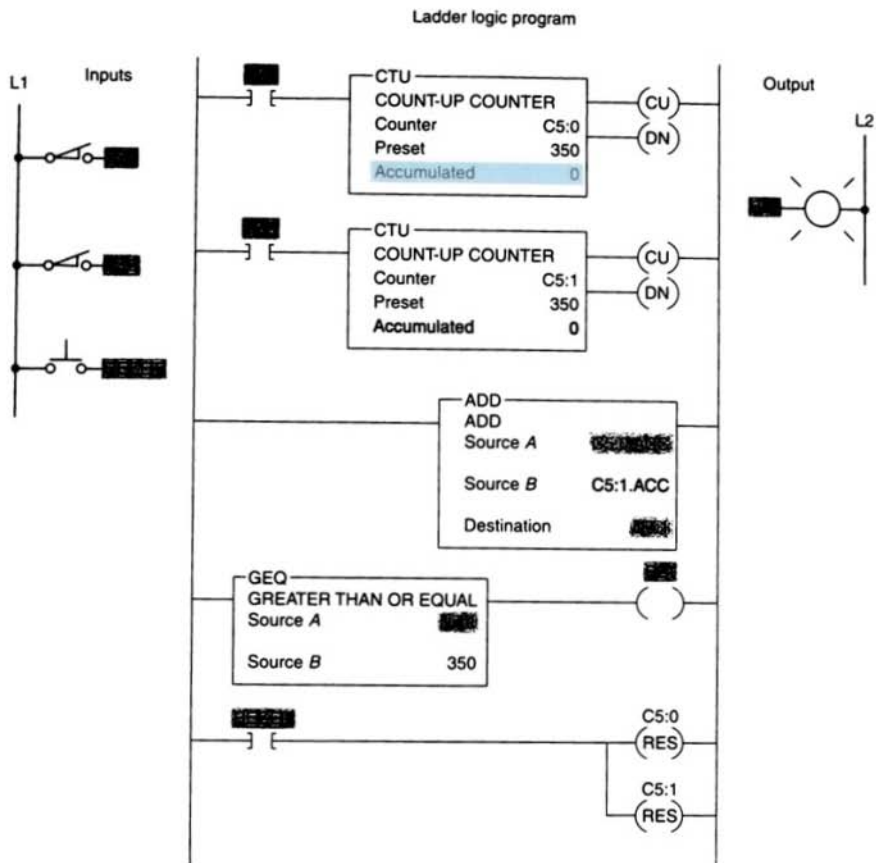 Ladder logic program
L1
Inputs
Output
L2
CTU
COUNT-UP COUNTER
Counter C5:0
Preset 350
Accumulated 0
CU
DN
CTU
COUNT-UP COUNTER
Counter C5:1
Preset 350
Accumulated 0
CU
DN
ADD
ADD
Source A
Source B C5:1.ACC
Destination
GEQ
GREATER THAN OR EQUAL
Source A
Source B 350
C5:0
RES
C5:1
RES